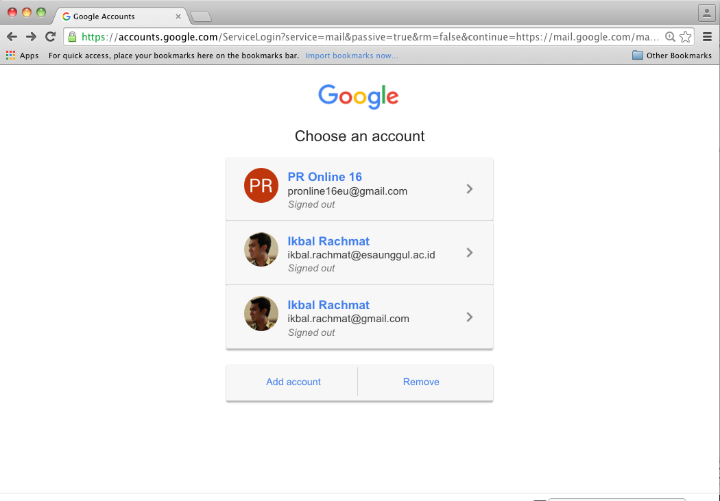 Google Accounts
https://accounts.google.com/ServiceLogin?service=mail&passive=true&rm=false&continue=https://mail.google.com/ma...
Apps For quick access, place your bookmarks here on the bookmarks bar. Import bookmarks now... Other Bookmarks
Google
Choose an account
PR
PR Online 16
pronline16eu@gmail.com
Signed out
Ikbal Rachmat
ikbal.rachmat@esaunggul.ac.id
Signed out
Ikbal Rachmat
ikbal.rachmat@gmail.com
Signed out
Add account Remove